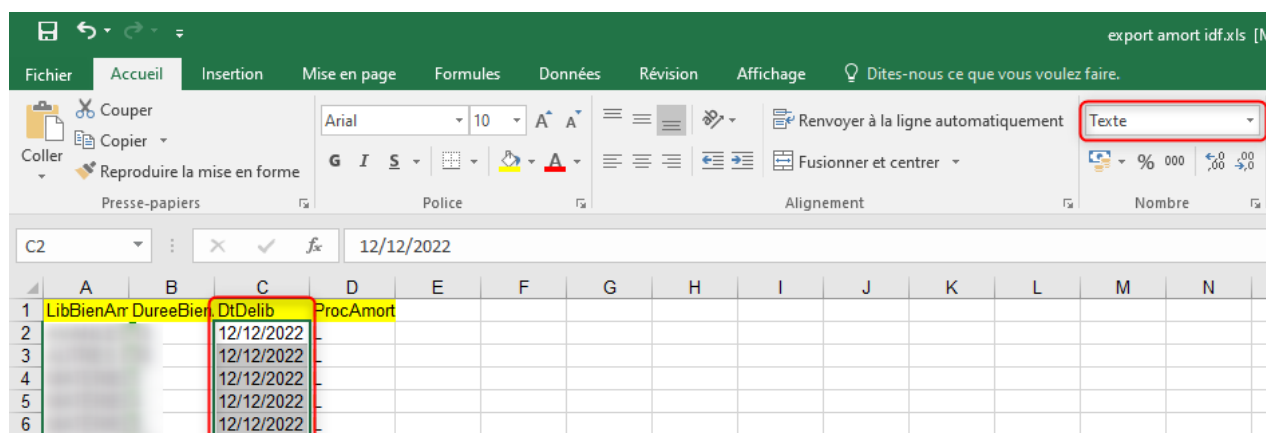 export amort idf.xls [M
Fichier Accueil Insertion Mise en page Formules Données Révision Affichage Dites-nous ce que vous voulez faire.
Couper
Copier
Coller
Reproduire la mise en forme
Presse-papiers
Arial 10 A A
G I S A
Police
Renvoyer à la ligne automatiquement
Fusionner et centrer
Alignement
Texte
% 000 ,00 ,00
Nombre
C2 fx 12/12/2022
A B C D E F G H I J K L M N
1 LibBienAm DureeBien. DtDelib ProcAmort
2 12/12/2022 L
3 12/12/2022 L
4 12/12/2022 L
5 12/12/2022 L
6 12/12/2022 L